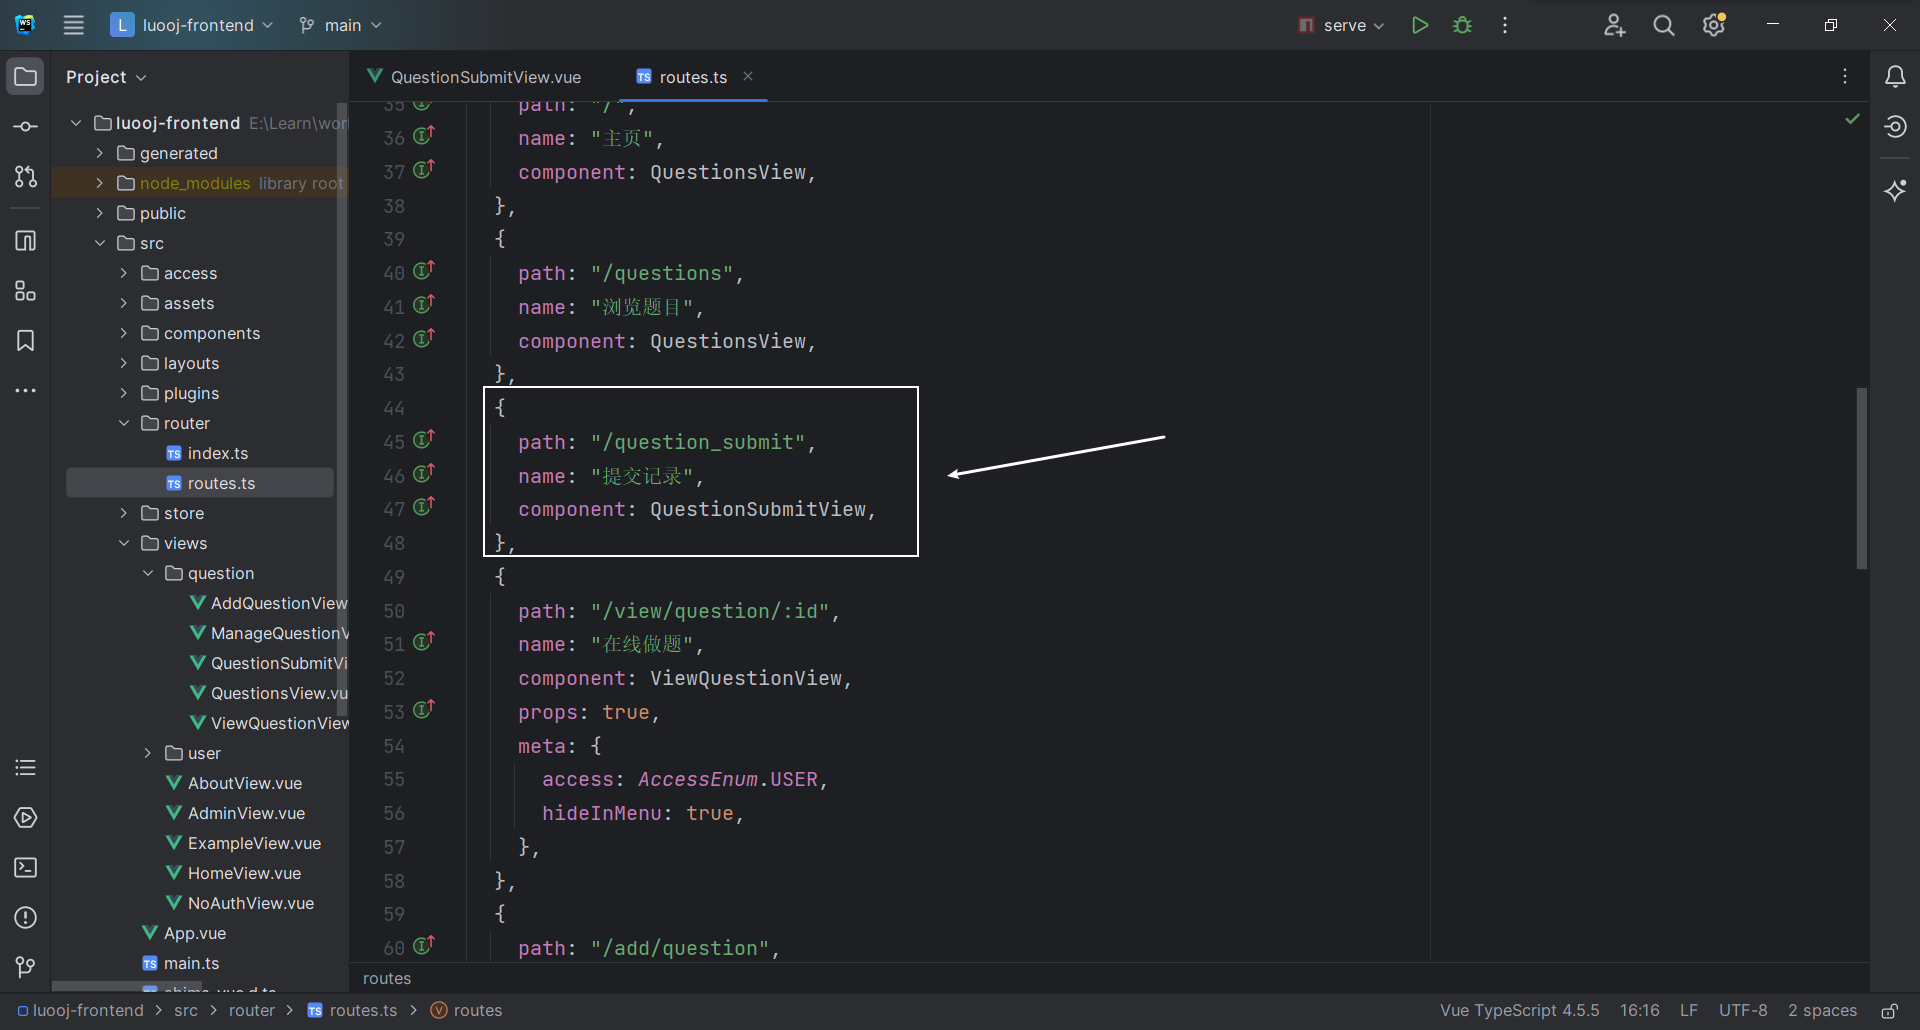 L luooj-frontend main serve
Project
QuestionSubmitView.vue routes.ts
luooj-frontend E:\Learn\wor
generated
node_modules library root
public
src
access
assets
components
layouts
plugins
router
index.ts
routes.ts
store
views
question
AddQuestionView
ManageQuestionV
QuestionSubmitVi
QuestionsView.vu
ViewQuestionView
user
AboutView.vue
AdminView.vue
ExampleView.vue
HomeView.vue
NoAuthView.vue
App.vue
main.ts
shims-vue.d.ts
35 path: "/",
36 name: "主页",
37 component: QuestionsView,
38 },
39 {
40 path: "/questions",
41 name: "浏览题目",
42 component: QuestionsView,
43 },
44 {
45 path: "/question_submit",
46 name: "提交记录",
47 component: QuestionSubmitView,
48 },
49 {
50 path: "/view/question/:id",
51 name: "在线做题",
52 component: ViewQuestionView,
53 props: true,
54 meta: {
55 access: AccessEnum.USER,
56 hideInMenu: true,
57 },
58 },
59 {
60 path: "/add/question",
routes
luooj-frontend > src > router > routes.ts > routes
Vue TypeScript 4.5.5 16:16 LF UTF-8 2 spaces